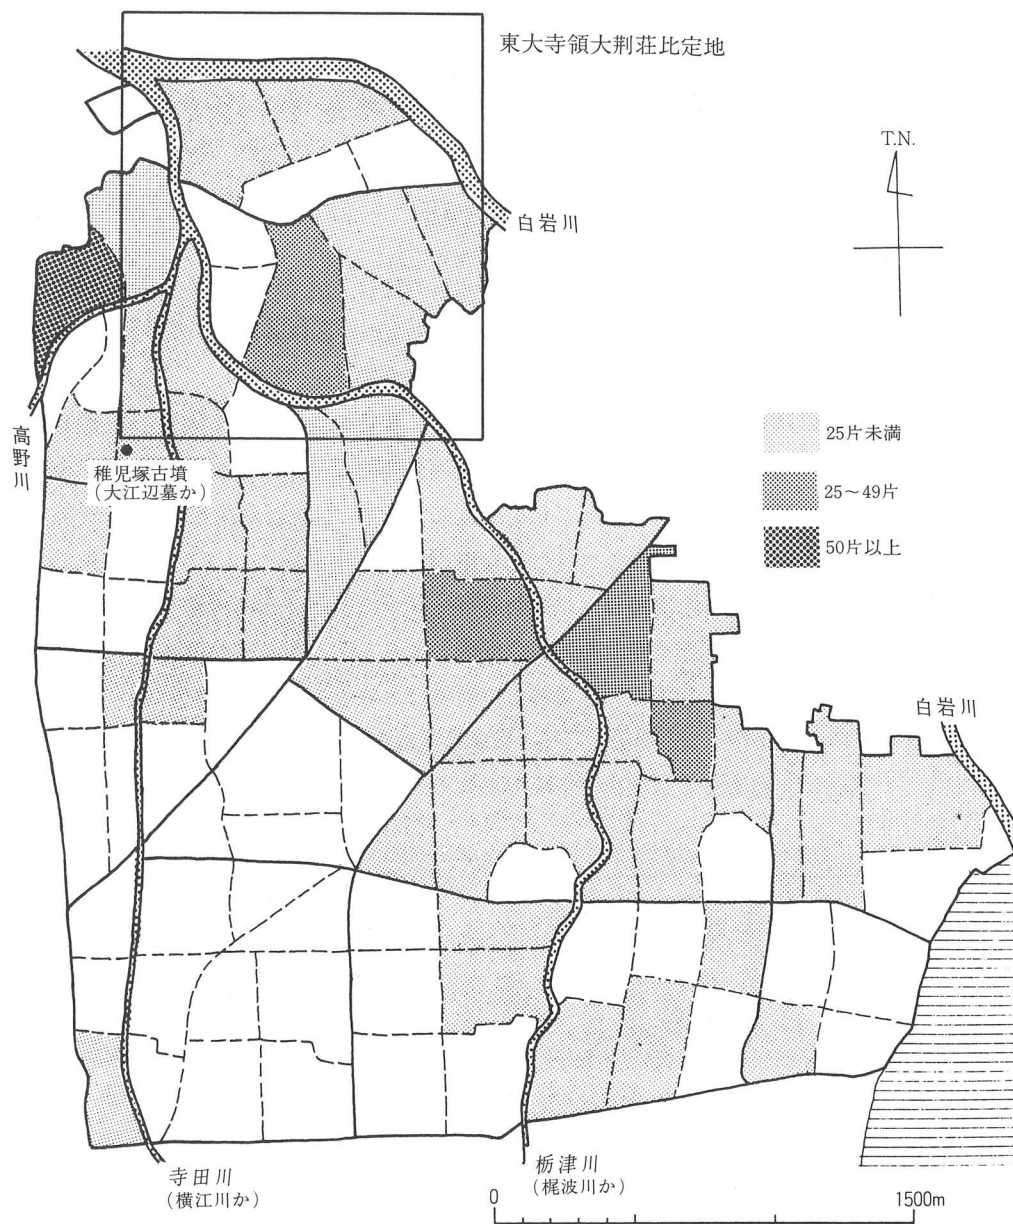 東大寺領大荆荘比定地
T.N.
白岩川
高野川
稚児塚古墳
(大江辺墓か)
25片未満
25~49片
50片以上
白岩川
寺田川
(横江川か)
栃津川
(梶波川か)
0
1500m